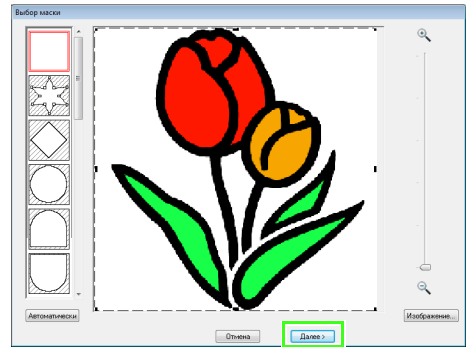 Выбор маски
Автоматически
Изображение...
Отмена
Далее >